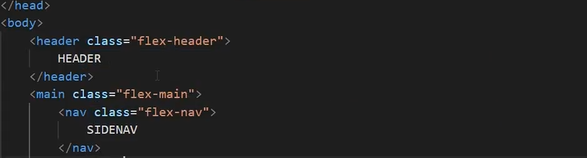 </head>
<body>
<header class="flex-header">
HEADER
</header>
<main class="flex-main">
<nav class="flex-nav">
SIDENAV
</nav>